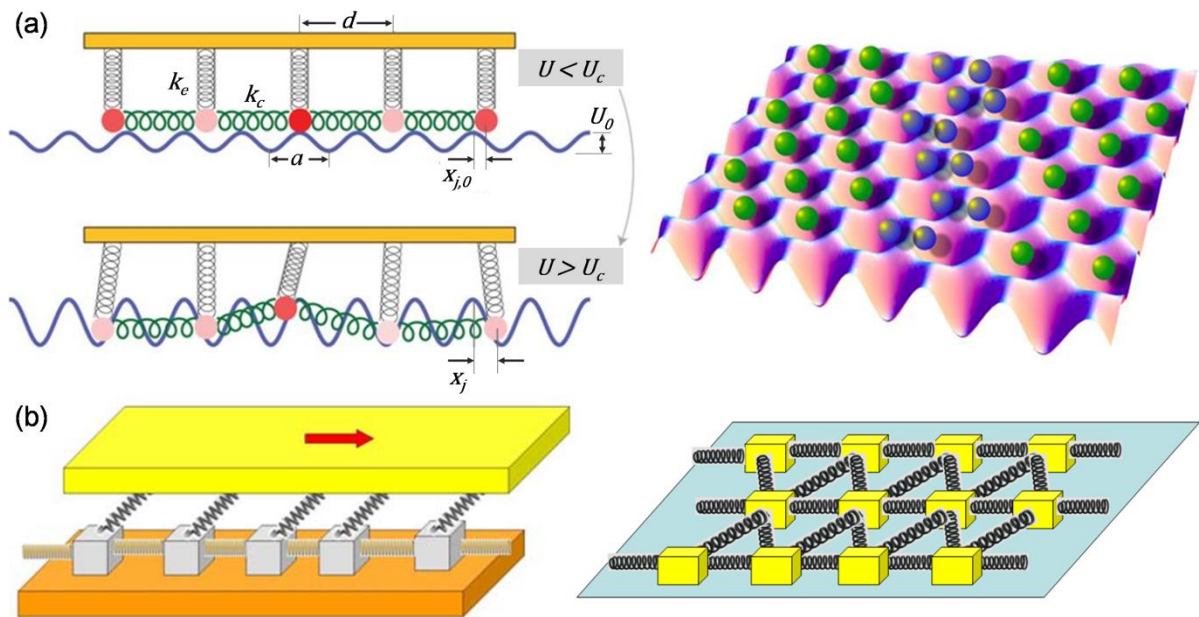 (a)
d
U < U_c
k_e
k_c
U_0
a
x_{j,0}
U > U_c
x_j
(b)